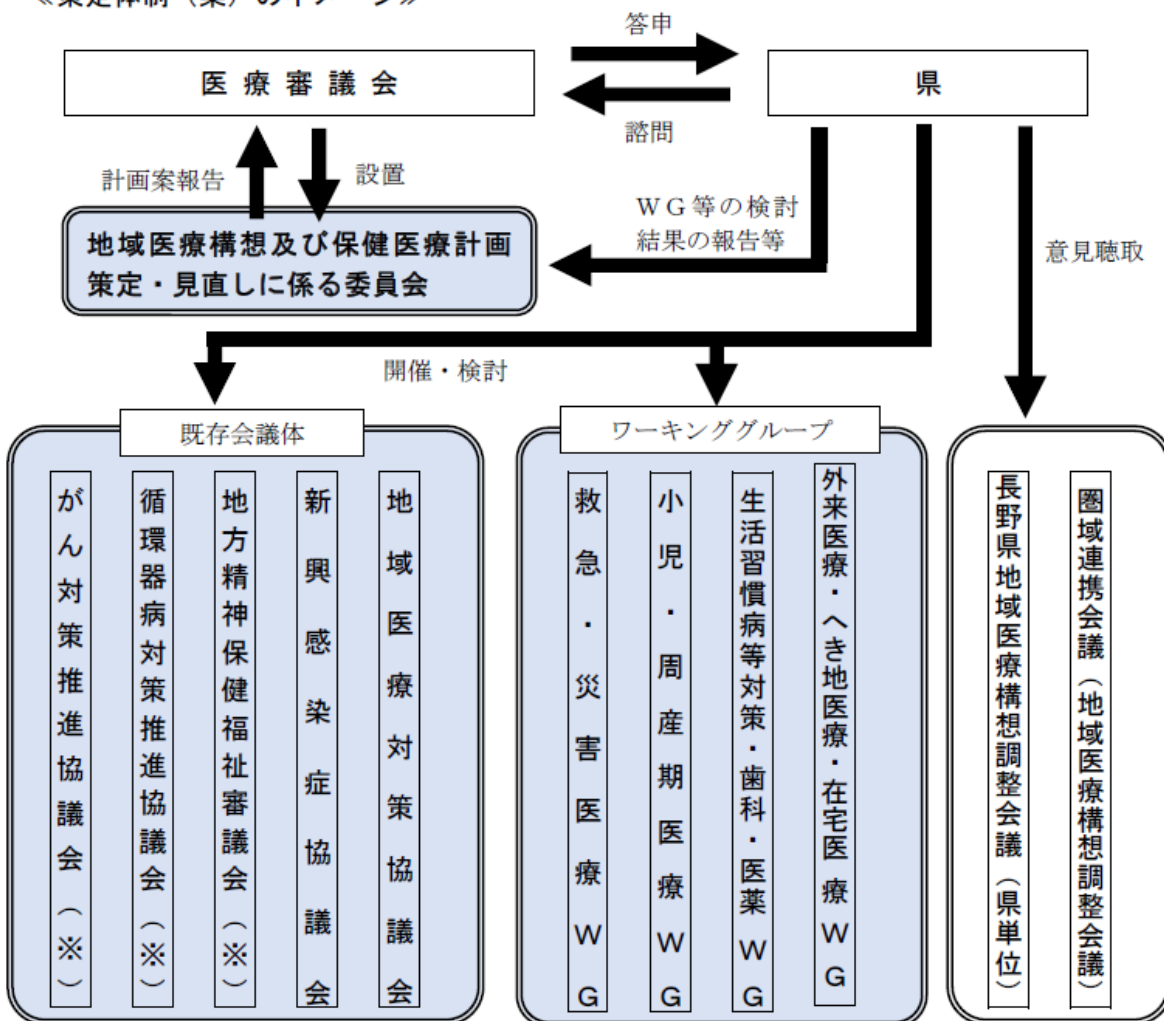 ≪策定体制（案）のイメージ≫
答申
医療審議会
県
諮問
計画案報告
設置
ＷＧ等の検討
結果の報告等
地域医療構想及び保健医療計画
策定・見直しに係る委員会
意見聴取
開催・検討
既存会議体
ワーキンググループ
がん対策推進協議会（※）
循環器病対策推進協議会（※）
地方精神保健福祉審議会（※）
新興感染症協議会
地域医療対策協議会
救急・災害医療ＷＧ
小児・周産期医療ＷＧ
生活習慣病等対策・歯科・医薬ＷＧ
外来医療・へき地医療・在宅医療ＷＧ
長野県地域医療構想調整会議（県単位）
圏域連携会議（地域医療構想調整会議）